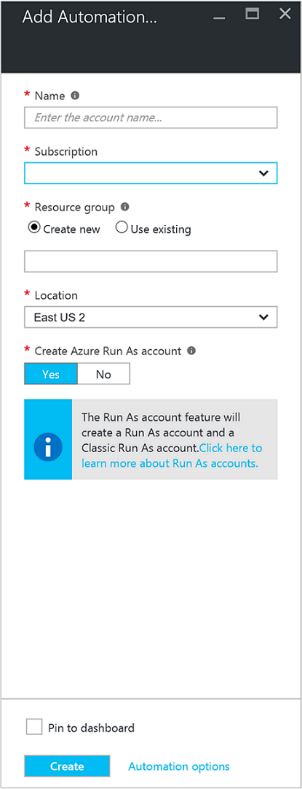 Add Automation...
* Name
Enter the account name...
* Subscription
* Resource group
Create new Use existing
* Location
East US 2
* Create Azure Run As account
Yes No
The Run As account feature will
create a Run As account and a
Classic Run As account.Click here to
learn more about Run As accounts.
Pin to dashboard
Create Automation options